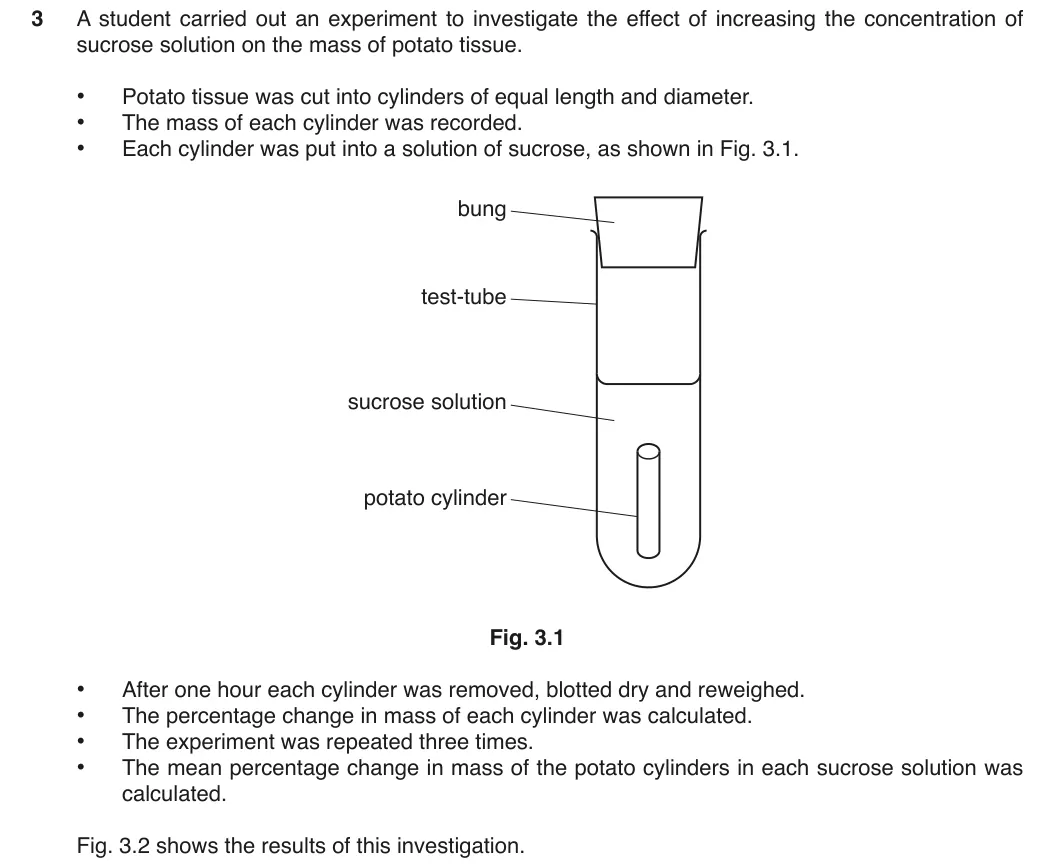 3 A student carried out an experiment to investigate the effect of increasing the concentration of
sucrose solution on the mass of potato tissue.
• Potato tissue was cut into cylinders of equal length and diameter.
• The mass of each cylinder was recorded.
• Each cylinder was put into a solution of sucrose, as shown in Fig. 3.1.
bung
test-tube
sucrose solution
potato cylinder
Fig. 3.1
• After one hour each cylinder was removed, blotted dry and reweighed.
• The percentage change in mass of each cylinder was calculated.
• The experiment was repeated three times.
• The mean percentage change in mass of the potato cylinders in each sucrose solution was
calculated.
Fig. 3.2 shows the results of this investigation.